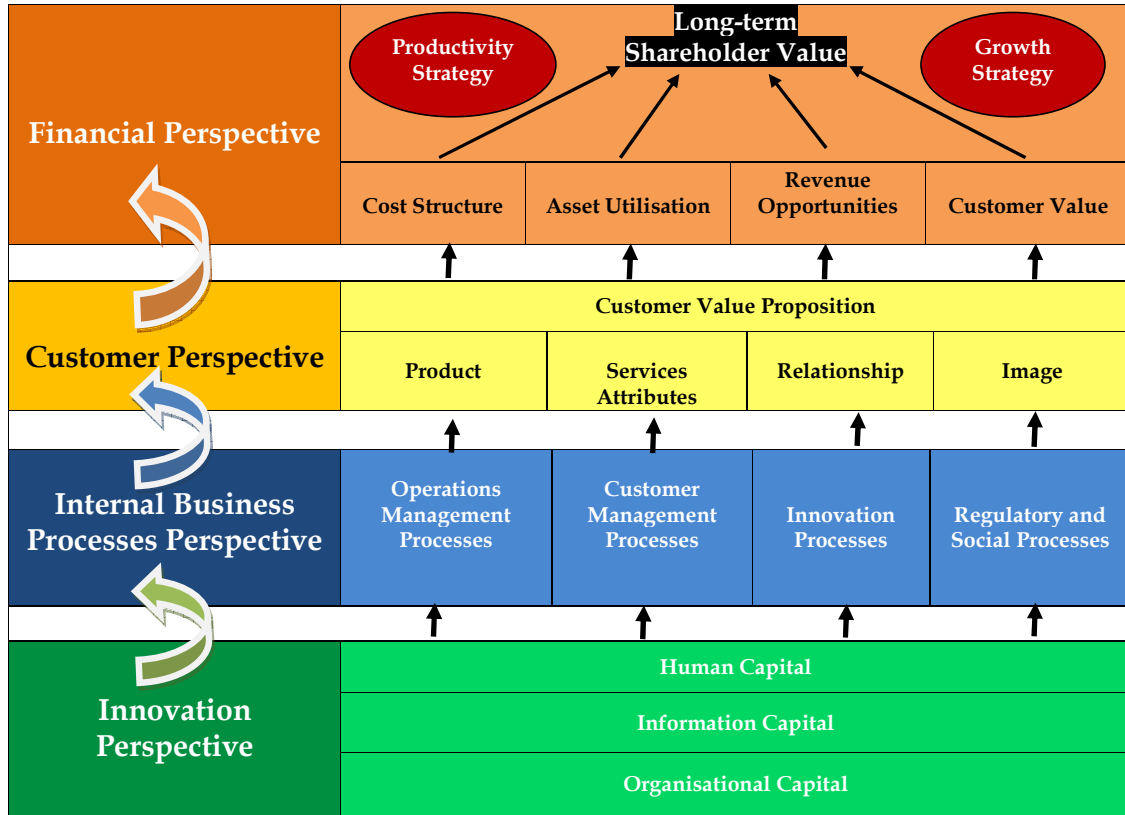 Long-term
Shareholder Value
Productivity
Strategy
Growth
Strategy
Financial Perspective
Cost Structure
Asset Utilisation
Revenue
Opportunities
Customer Value
Customer Perspective
Customer Value Proposition
Product
Services
Attributes
Relationship
Image
Internal Business
Processes Perspective
Operations
Management
Processes
Customer
Management
Processes
Innovation
Processes
Regulatory and
Social Processes
Innovation
Perspective
Human Capital
Information Capital
Organisational Capital